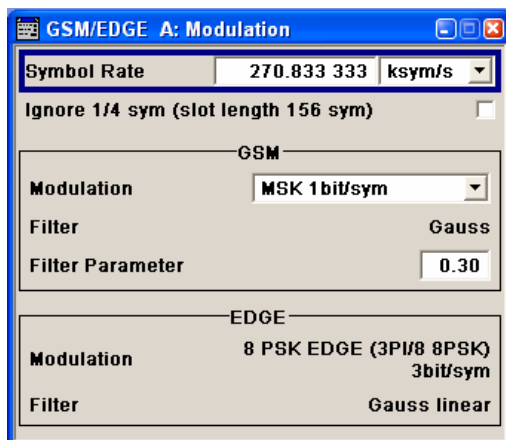 GSM/EDGE A: Modulation
Symbol Rate 270.833 333 ksym/s
Ignore 1/4 sym (slot length 156 sym)
GSM
Modulation MSK 1bit/sym
Filter Gauss
Filter Parameter 0.30
EDGE
Modulation 8 PSK EDGE (3PI/8 8PSK)
3bit/sym
Filter Gauss linear